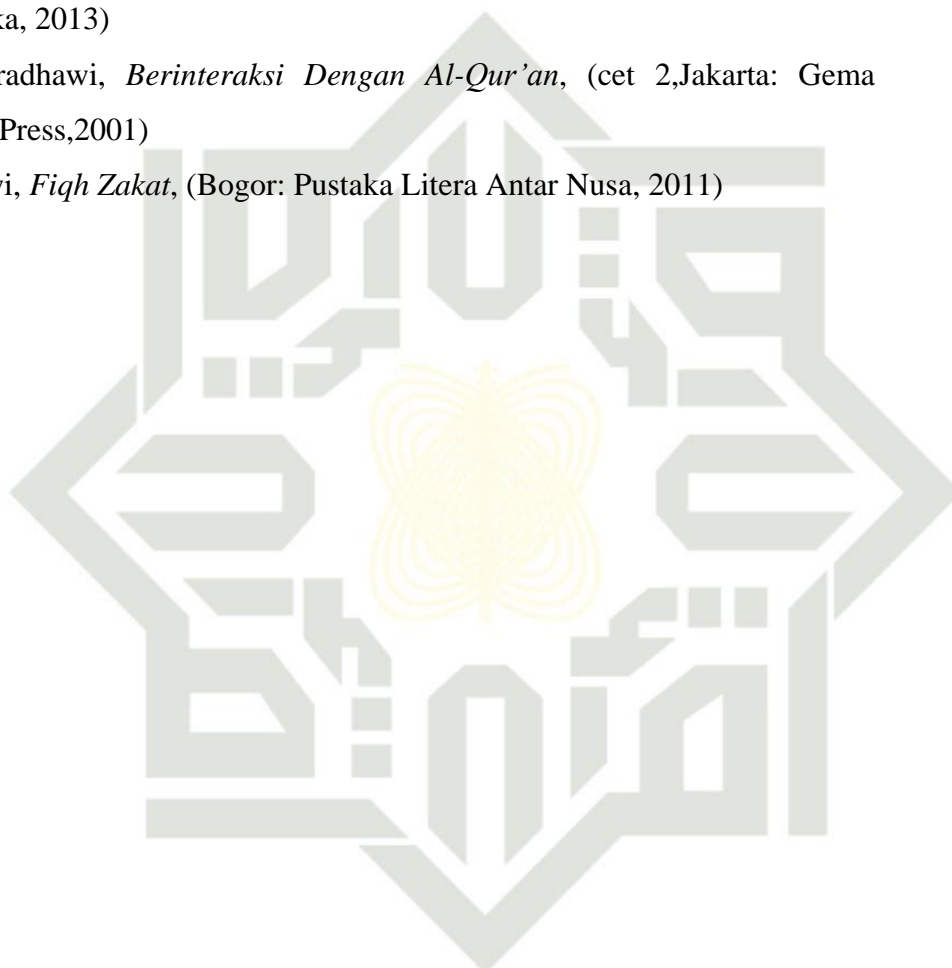 ka, 2013)
radhawi, Berinteraksi Dengan Al-Qur’an, (cet 2,Jakarta: Gema
Press,2001)
vi, Fiqh Zakat, (Bogor: Pustaka Litera Antar Nusa, 2011)